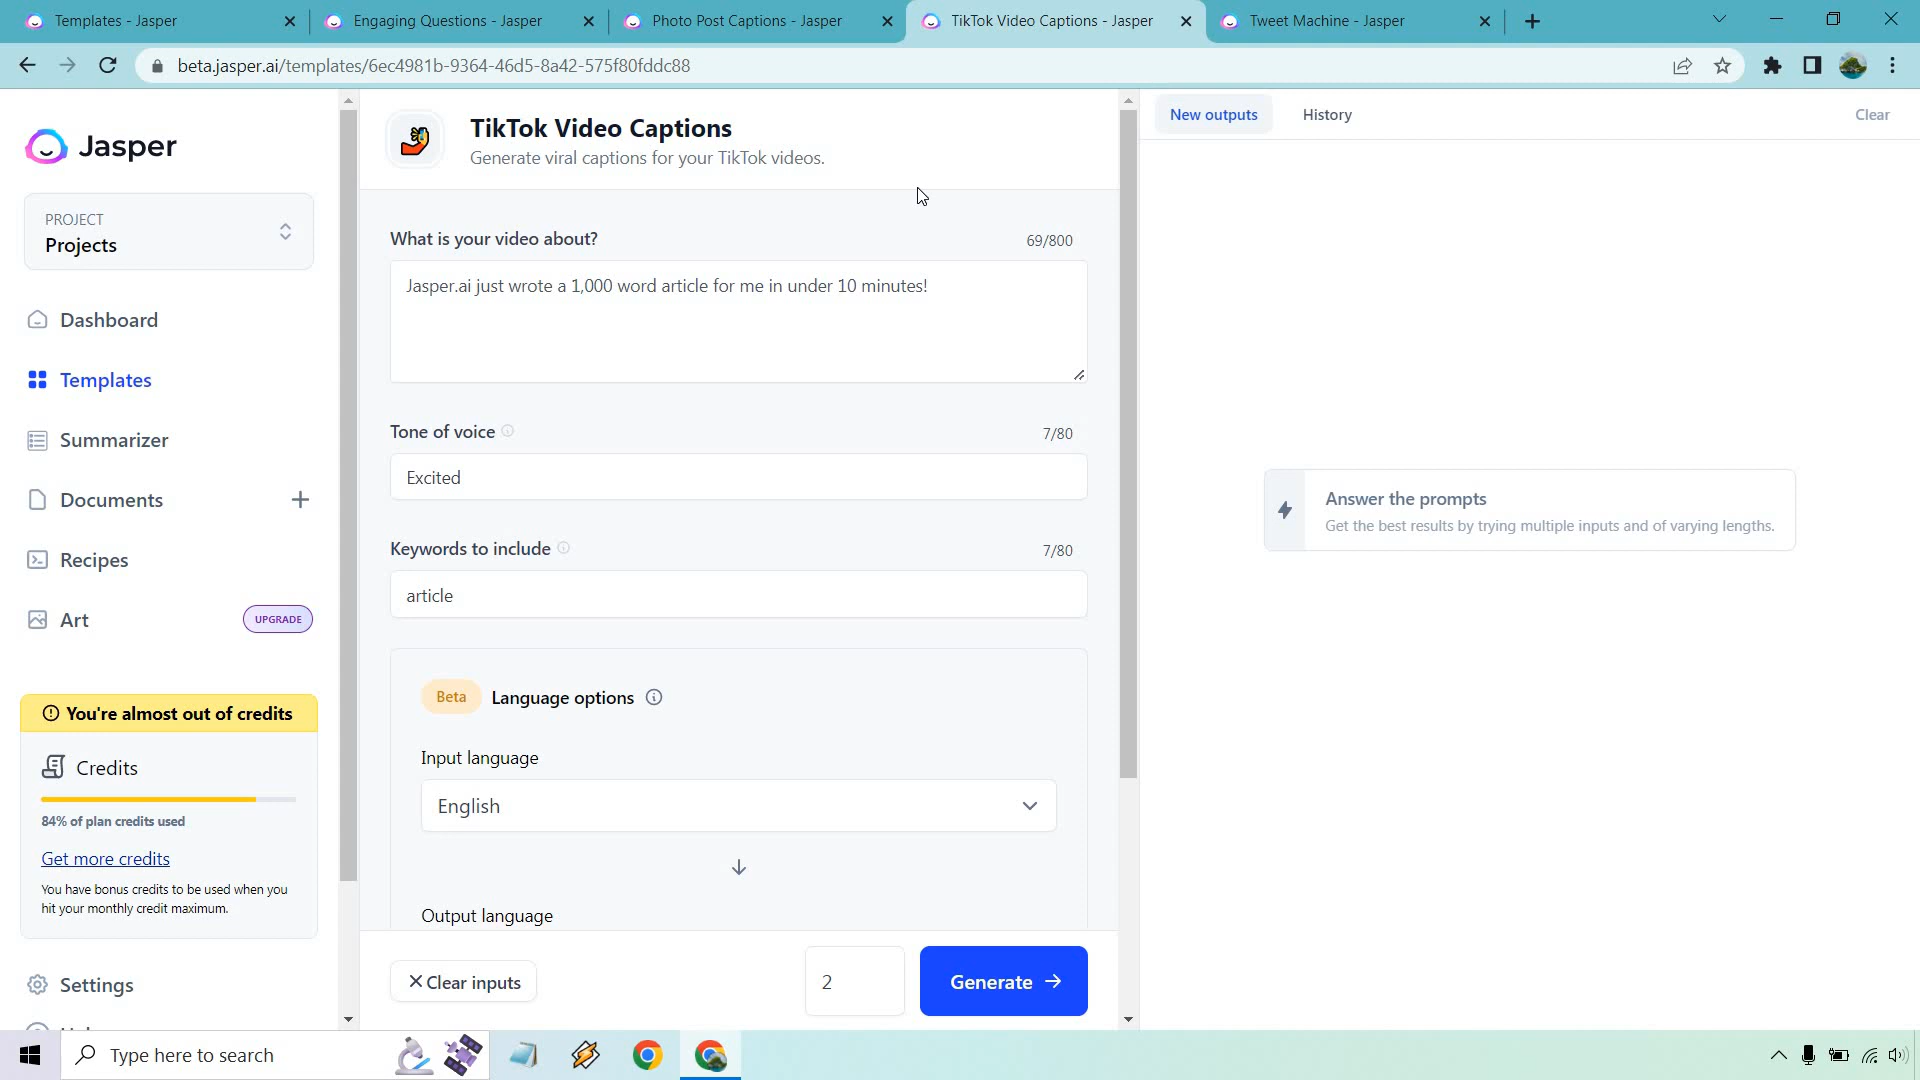 Templates - Jasper
Engaging Questions - Jasper
Photo Post Captions - Jasper
TikTok Video Captions - Jasper
Tweet Machine - Jasper
beta.jasper.ai/templates/6ec4981b-9364-46d5-8a42-575f80fddc88
Jasper
PROJECT
Projects
Dashboard
Templates
Summarizer
Documents
Recipes
Art
UPGRADE
You're almost out of credits
Credits
84% of plan credits used
Get more credits
You have bonus credits to be used when you
hit your monthly credit maximum.
Settings
TikTok Video Captions
Generate viral captions for your TikTok videos.
What is your video about?
69/800
Jasper.ai just wrote a 1,000 word article for me in under 10 minutes!
Tone of voice
7/80
Excited
Keywords to include
7/80
article
Beta
Language options
Input language
English
Output language
Clear inputs
2
Generate
New outputs
History
Clear
Answer the prompts
Get the best results by trying multiple inputs and of varying lengths.
Type here to search